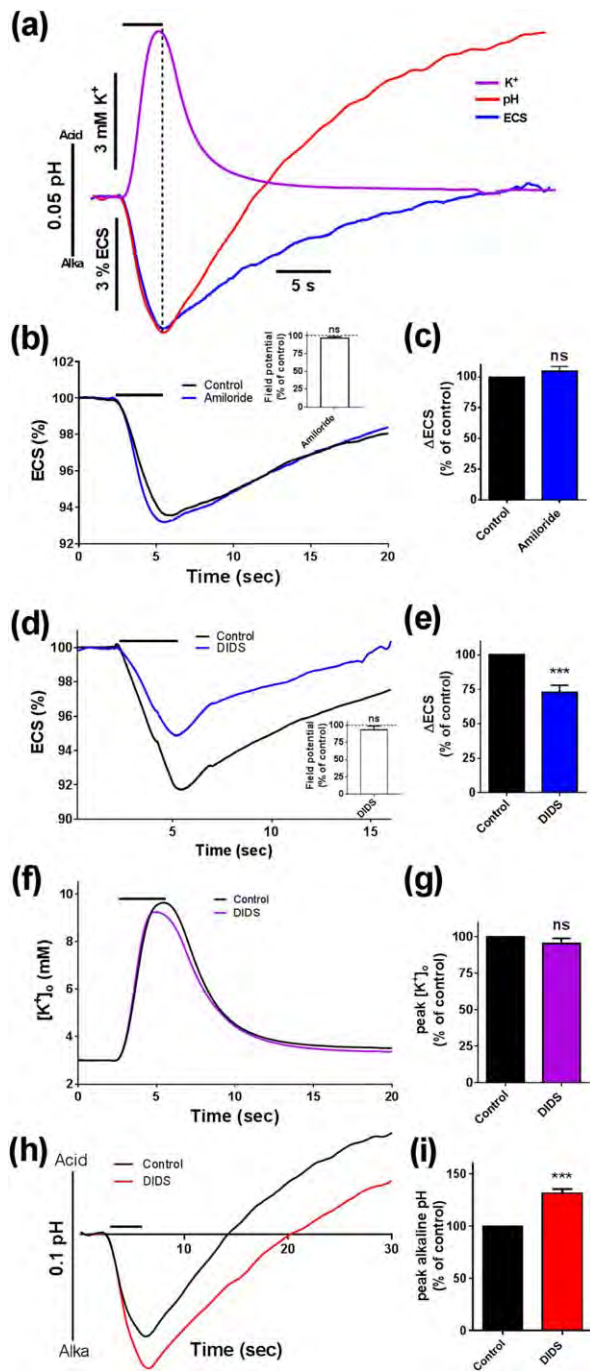 (a)
K+
pH
ECS
Acid
3 mM K+
0.05 pH
Alka
3 % ECS
5 s
(b)
102
100
98
96
94
92
ECS (%)
Control
Amiloride
Field potential
(% of control)
100
75
50
25
0
ns
Amiloride
0 5 10 15 20
Time (sec)
(c)
ΔECS
(% of control)
125
100
75
50
25
0
ns
Control
Amiloride
(d)
100
98
96
94
92
90
ECS (%)
Control
DIDS
Field potential
(% of control)
100
75
50
25
0
ns
DIDS
5 10 15
Time (sec)
(e)
ΔECS
(% of control)
100
75
50
25
0
***
Control
DIDS
(f)
10
8
6
4
2
[K+]o (mM)
Control
DIDS
0 5 10 15 20
Time (sec)
(g)
peak [K+]o
(% of control)
125
100
75
50
25
0
ns
Control
DIDS
(h)
Acid
0.1 pH
Alka
Control
DIDS
10 20 30
Time (sec)
(i)
peak alkaline pH
(% of control)
150
100
50
0
***
Control
DIDS